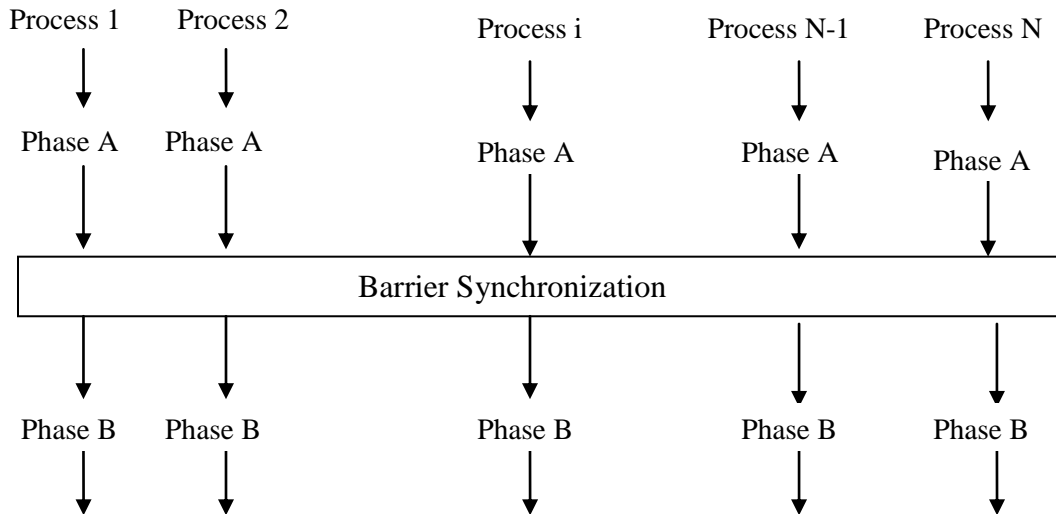 Process 1 Process 2 Process i Process N-1 Process N
Phase A Phase A Phase A Phase A Phase A
Barrier Synchronization
Phase B Phase B Phase B Phase B Phase B